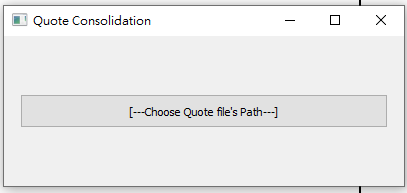 Quote Consolidation
[---Choose Quote file's Path---]